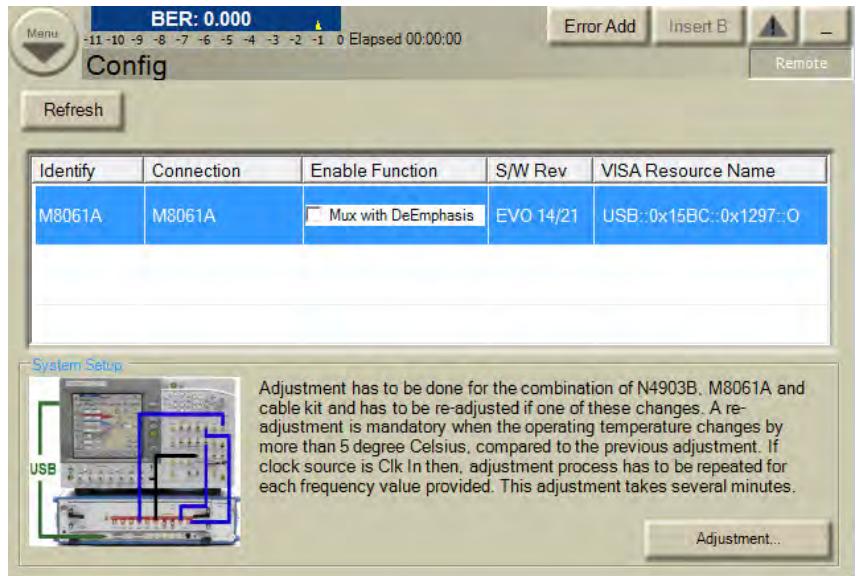 Menu
BER: 0.000
-11 -10 -9 -8 -7 -6 -5 -4 -3 -2 -1 0 Elapsed 00:00:00
Error Add
Insert B
_
Config
Remote
Refresh
Identify Connection Enable Function S/W Rev VISA Resource Name
M8061A M8061A Mux with DeEmphasis EVO 14/21 USB::0x15BC::0x1297::O
System Setup
Adjustment has to be done for the combination of N4903B, M8061A and
cable kit and has to be re-adjusted if one of these changes. A re-
adjustment is mandatory when the operating temperature changes by
more than 5 degree Celsius, compared to the previous adjustment. If
clock source is Clk In then, adjustment process has to be repeated for
each frequency value provided. This adjustment takes several minutes.
USB
Adjustment...